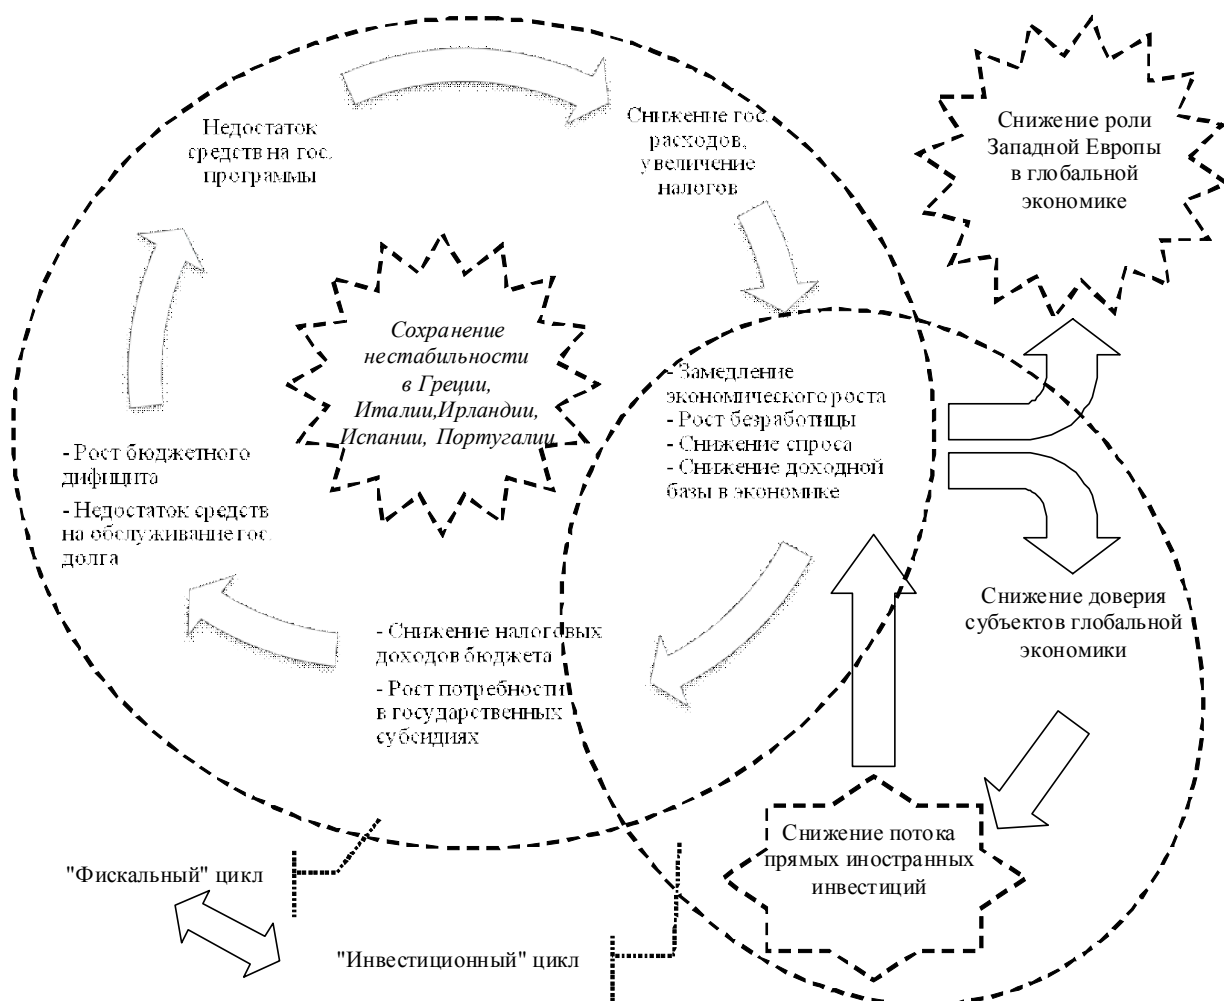 Недостаток
средств на гос.
программы
Снижение гос.
расходов,
увеличение
налогов
Снижение роли
Западной Европы
в глобальной
экономике
Сохранение
нестабильности
в Греции,
Италии,Ирландии,
Испании, Португалии
- Замедление
экономического роста
- Рост безработицы
- Снижение спроса
- Снижение доходной
базы в экономике
- Рост бюджетного
дифицита
- Недостаток средств
на обслуживание гос.
долга
Снижение доверия
субъектов глобальной
экономики
- Снижение налоговых
доходов бюджета
- Рост потребности
в государственных
субсидиях
Снижение потока
прямых иностранных
инвестиций
"Фискальный" цикл
"Инвестиционный" цикл